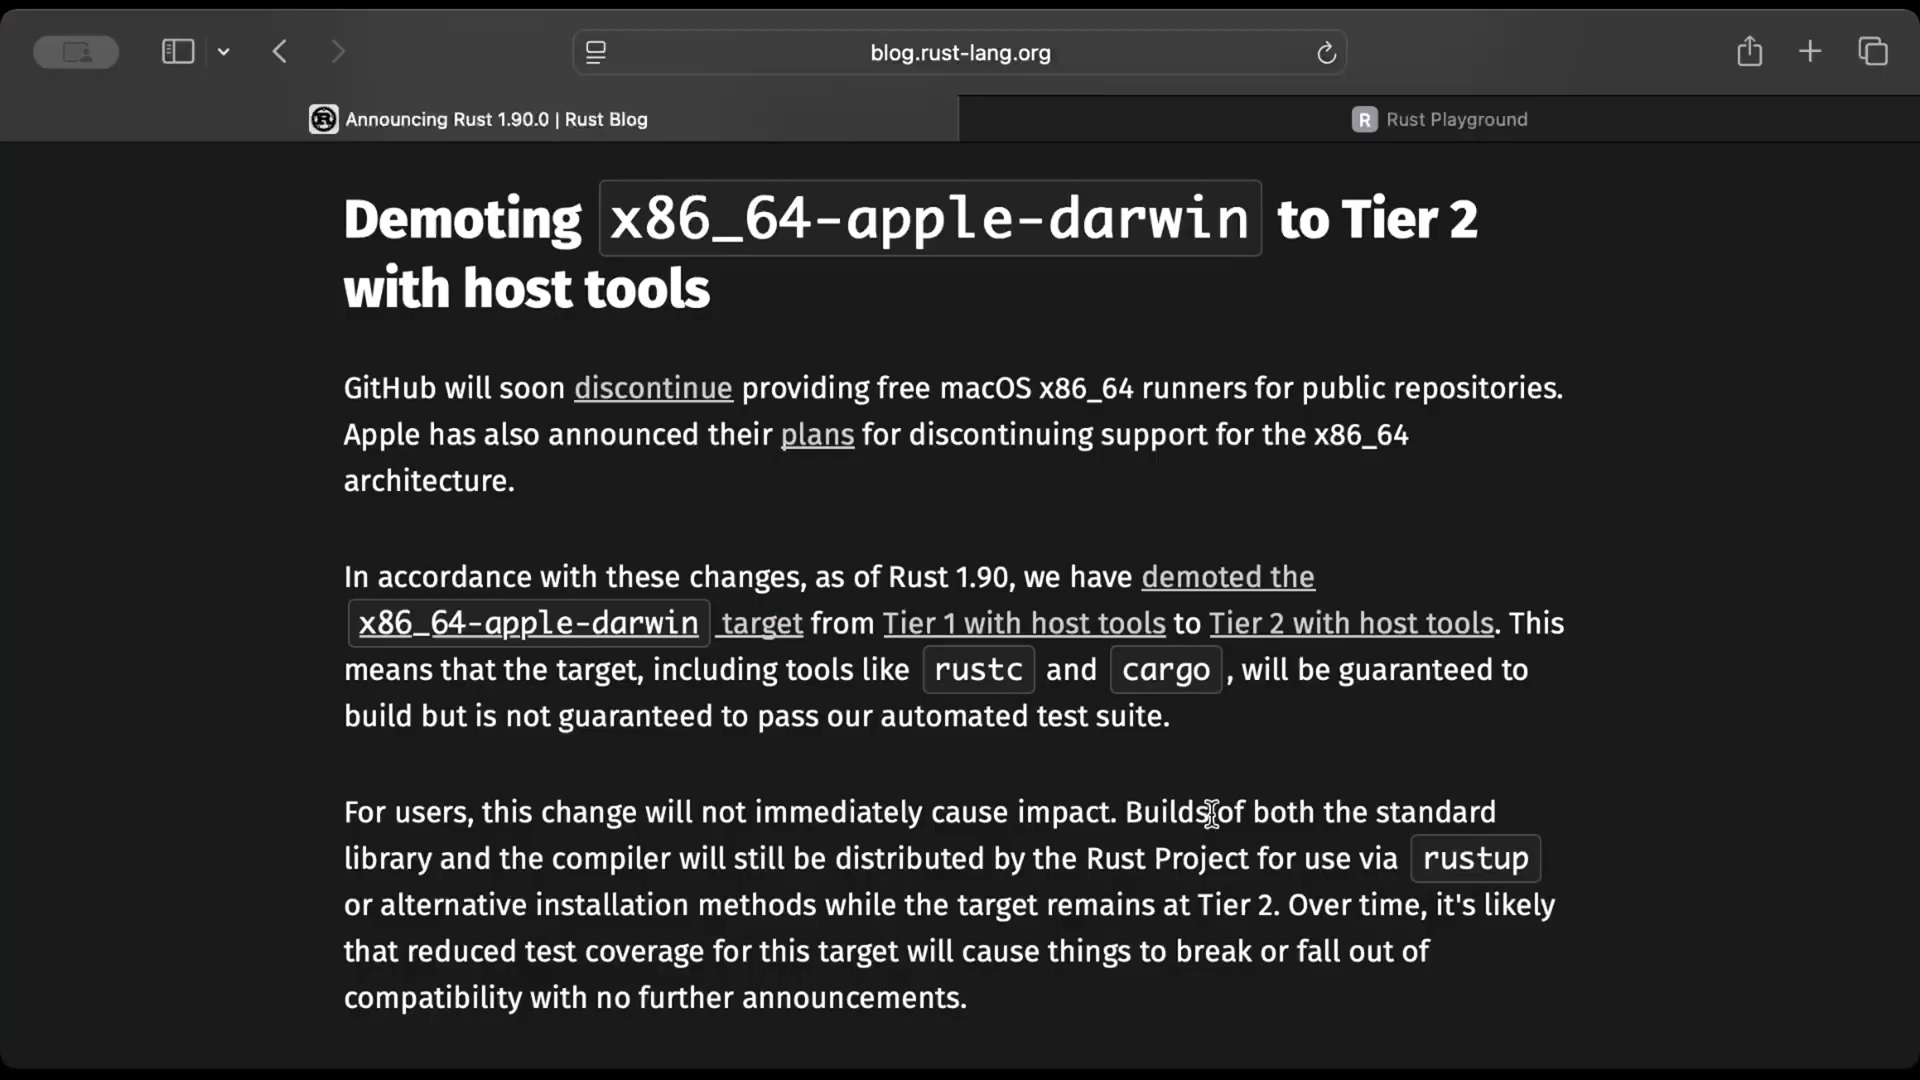 blog.rust-lang.org
Announcing Rust 1.90.0 | Rust Blog
R Rust Playground
Demoting x86_64-apple-darwin to Tier 2
with host tools
GitHub will soon discontinue providing free macOS x86_64 runners for public repositories.
Apple has also announced their plans for discontinuing support for the x86_64
architecture.
In accordance with these changes, as of Rust 1.90, we have demoted the
x86_64-apple-darwin target from Tier 1 with host tools to Tier 2 with host tools. This
means that the target, including tools like rustc and cargo, will be guaranteed to
build but is not guaranteed to pass our automated test suite.
For users, this change will not immediately cause impact. Builds of both the standard
library and the compiler will still be distributed by the Rust Project for use via rustup
or alternative installation methods while the target remains at Tier 2. Over time, it's likely
that reduced test coverage for this target will cause things to break or fall out of
compatibility with no further announcements.